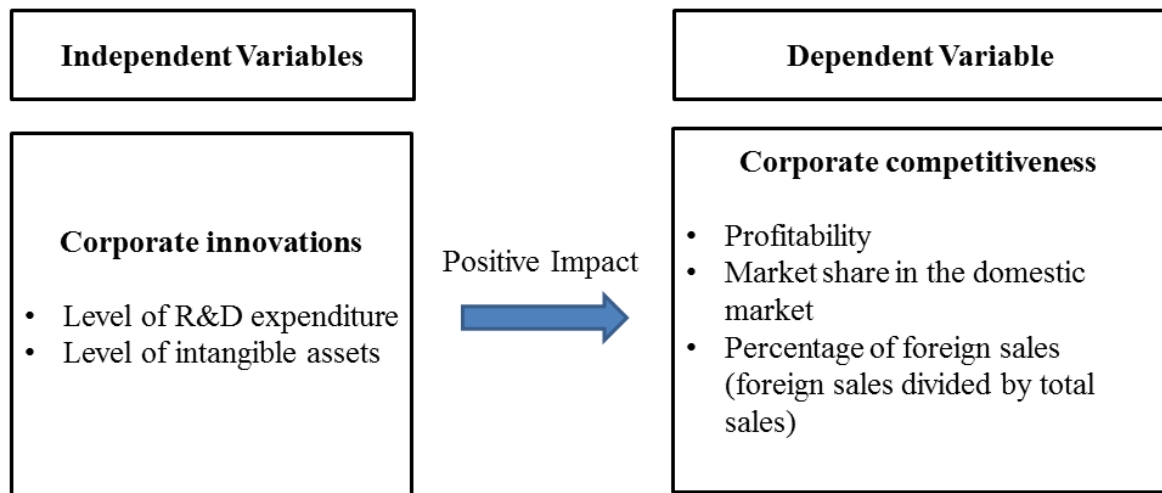 Independent Variables
Dependent Variable
Corporate innovations
• Level of R&D expenditure
• Level of intangible assets
Positive Impact
Corporate competitiveness
• Profitability
• Market share in the domestic
market
• Percentage of foreign sales
(foreign sales divided by total
sales)